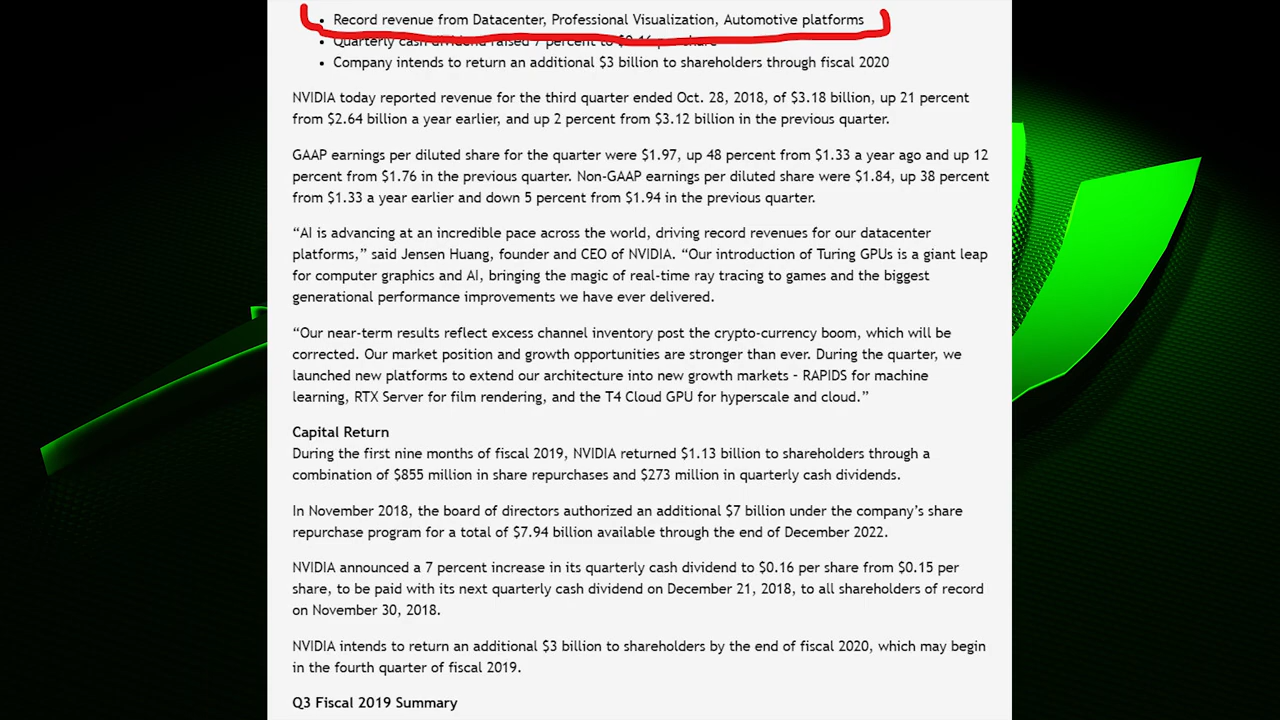 • Record revenue from Datacenter, Professional Visualization, Automotive platforms
• Quarterly cash dividend raised 7 percent to $0.16 per share
• Company intends to return an additional $3 billion to shareholders through fiscal 2020
NVIDIA today reported revenue for the third quarter ended Oct. 28, 2018, of $3.18 billion, up 21 percent
from $2.64 billion a year earlier, and up 2 percent from $3.12 billion in the previous quarter.
GAAP earnings per diluted share for the quarter were $1.97, up 48 percent from $1.33 a year ago and up 12
percent from $1.76 in the previous quarter. Non-GAAP earnings per diluted share were $1.84, up 38 percent
from $1.33 a year earlier and down 5 percent from $1.94 in the previous quarter.
“AI is advancing at an incredible pace across the world, driving record revenues for our datacenter
platforms,” said Jensen Huang, founder and CEO of NVIDIA. “Our introduction of Turing GPUs is a giant leap
for computer graphics and AI, bringing the magic of real-time ray tracing to games and the biggest
generational performance improvements we have ever delivered.
“Our near-term results reflect excess channel inventory post the crypto-currency boom, which will be
corrected. Our market position and growth opportunities are stronger than ever. During the quarter, we
launched new platforms to extend our architecture into new growth markets – RAPIDS for machine
learning, RTX Server for film rendering, and the T4 Cloud GPU for hyperscale and cloud.”
Capital Return
During the first nine months of fiscal 2019, NVIDIA returned $1.13 billion to shareholders through a
combination of $855 million in share repurchases and $273 million in quarterly cash dividends.
In November 2018, the board of directors authorized an additional $7 billion under the company’s share
repurchase program for a total of $7.94 billion available through the end of December 2022.
NVIDIA announced a 7 percent increase in its quarterly cash dividend to $0.16 per share from $0.15 per
share, to be paid with its next quarterly cash dividend on December 21, 2018, to all shareholders of record
on November 30, 2018.
NVIDIA intends to return an additional $3 billion to shareholders by the end of fiscal 2020, which may begin
in the fourth quarter of fiscal 2019.
Q3 Fiscal 2019 Summary